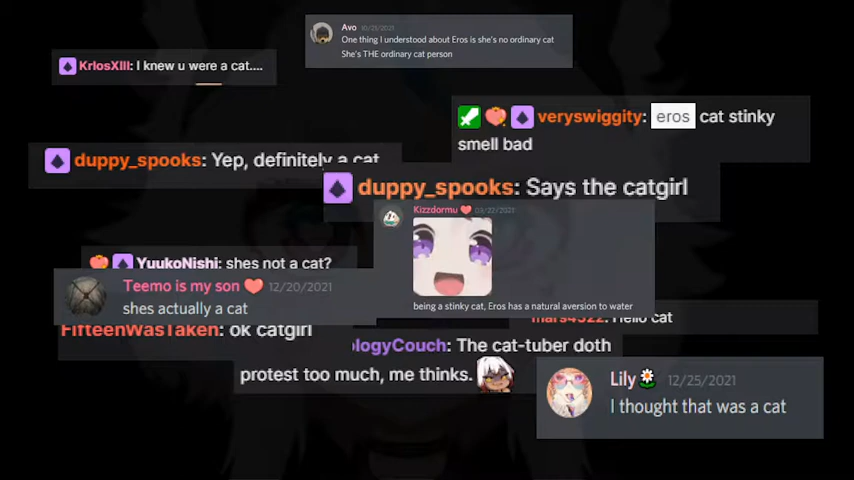 Avo 10/25/2021
One thing I understood about Eros is she's no ordinary cat
She's THE ordinary cat person
KrlosXIII: I knew u were a cat....
veryswiggity: eros cat stinky
smell bad
duppy_spooks: Yep, definitely a cat
duppy_spooks: Says the catgirl
Kizzdormu 03/22/2021
being a stinky cat, Eros has a natural aversion to water
YuukoNishi: shes not a cat?
Teemo is my son 12/20/2021
shes actually a cat
FifteenWasTaken: ok catgirl
mars4322: Hello cat
logyCouch: The cat-tuber doth
protest too much, me thinks.
Lily 12/25/2021
I thought that was a cat